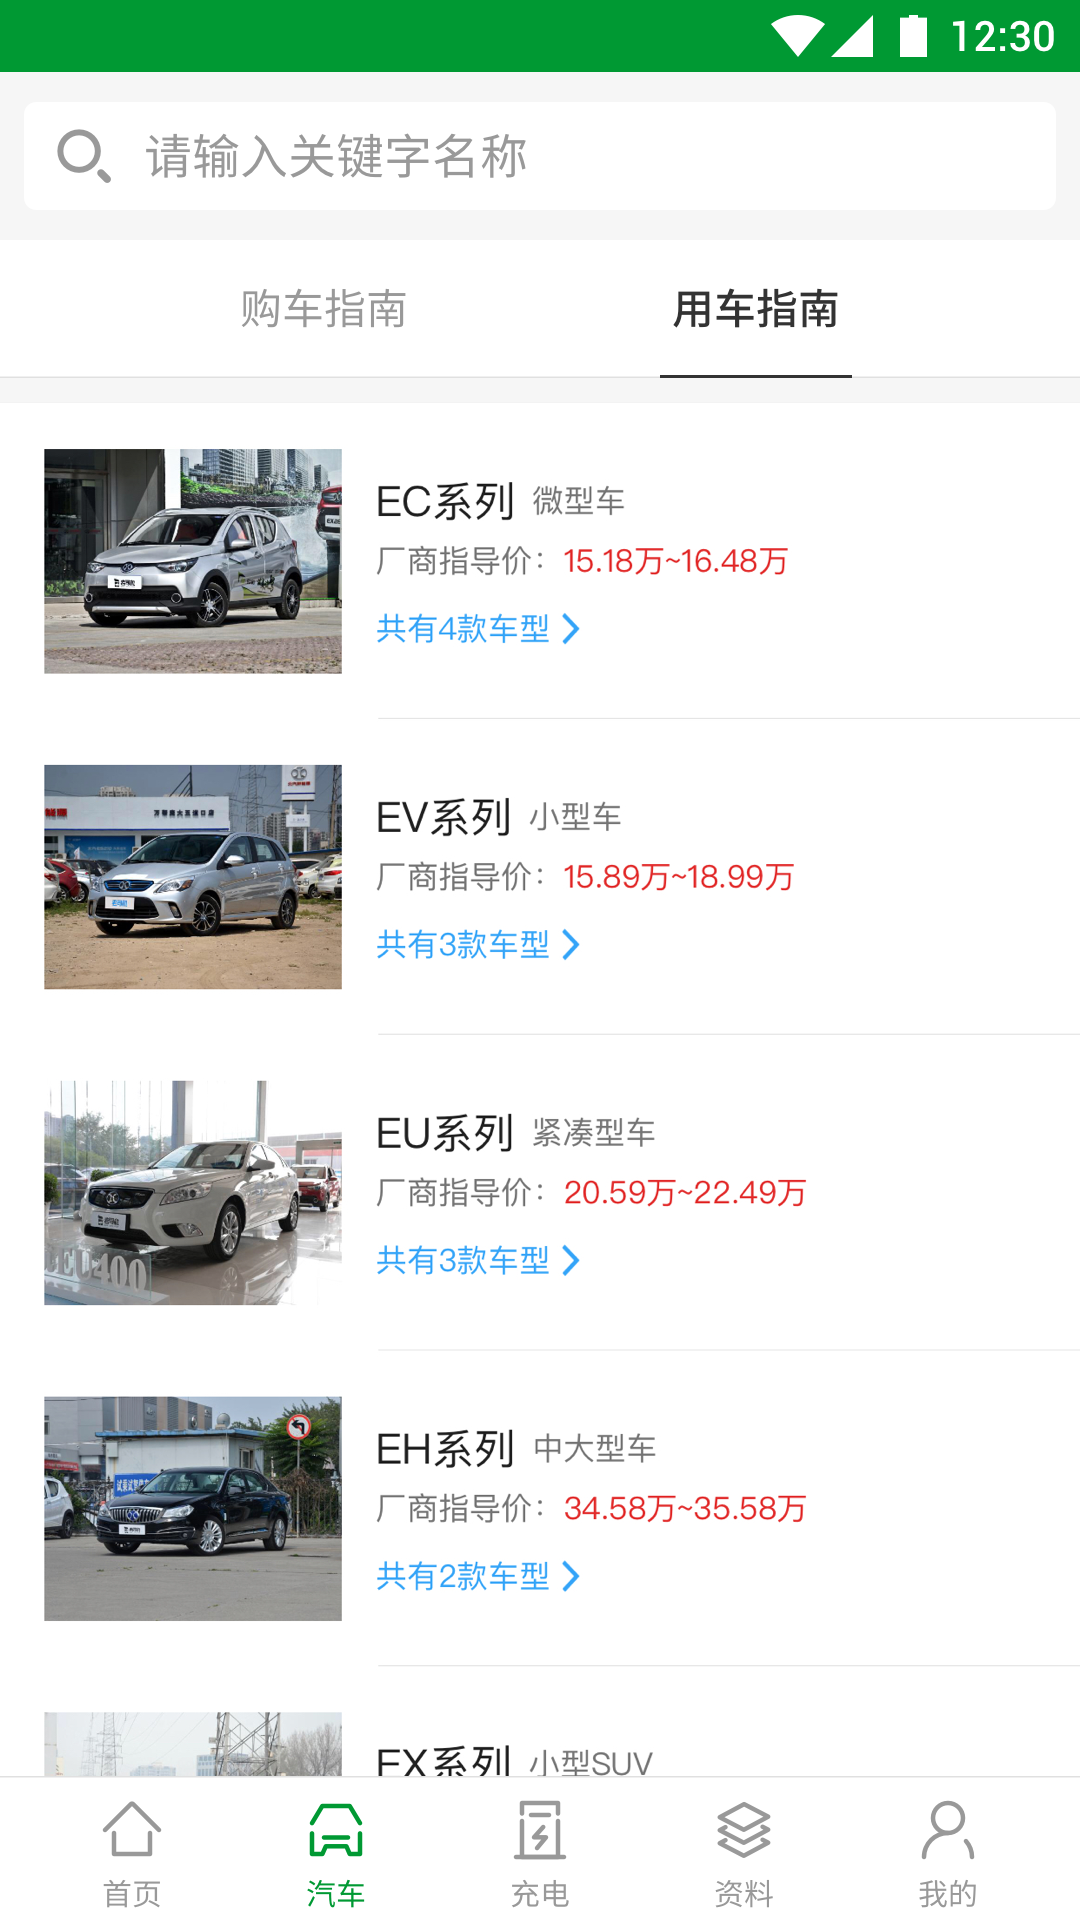 12:30
请输入关键字名称
购车指南
用车指南
EC系列 微型车
厂商指导价：15.18万~16.48万
共有4款车型
EV系列 小型车
厂商指导价：15.89万~18.99万
共有3款车型
EU400
EU系列 紧凑型车
厂商指导价：20.59万~22.49万
共有3款车型
EH系列 中大型车
厂商指导价：34.58万~35.58万
共有2款车型
EX系列 小型SUV
首页
汽车
充电
资料
我的